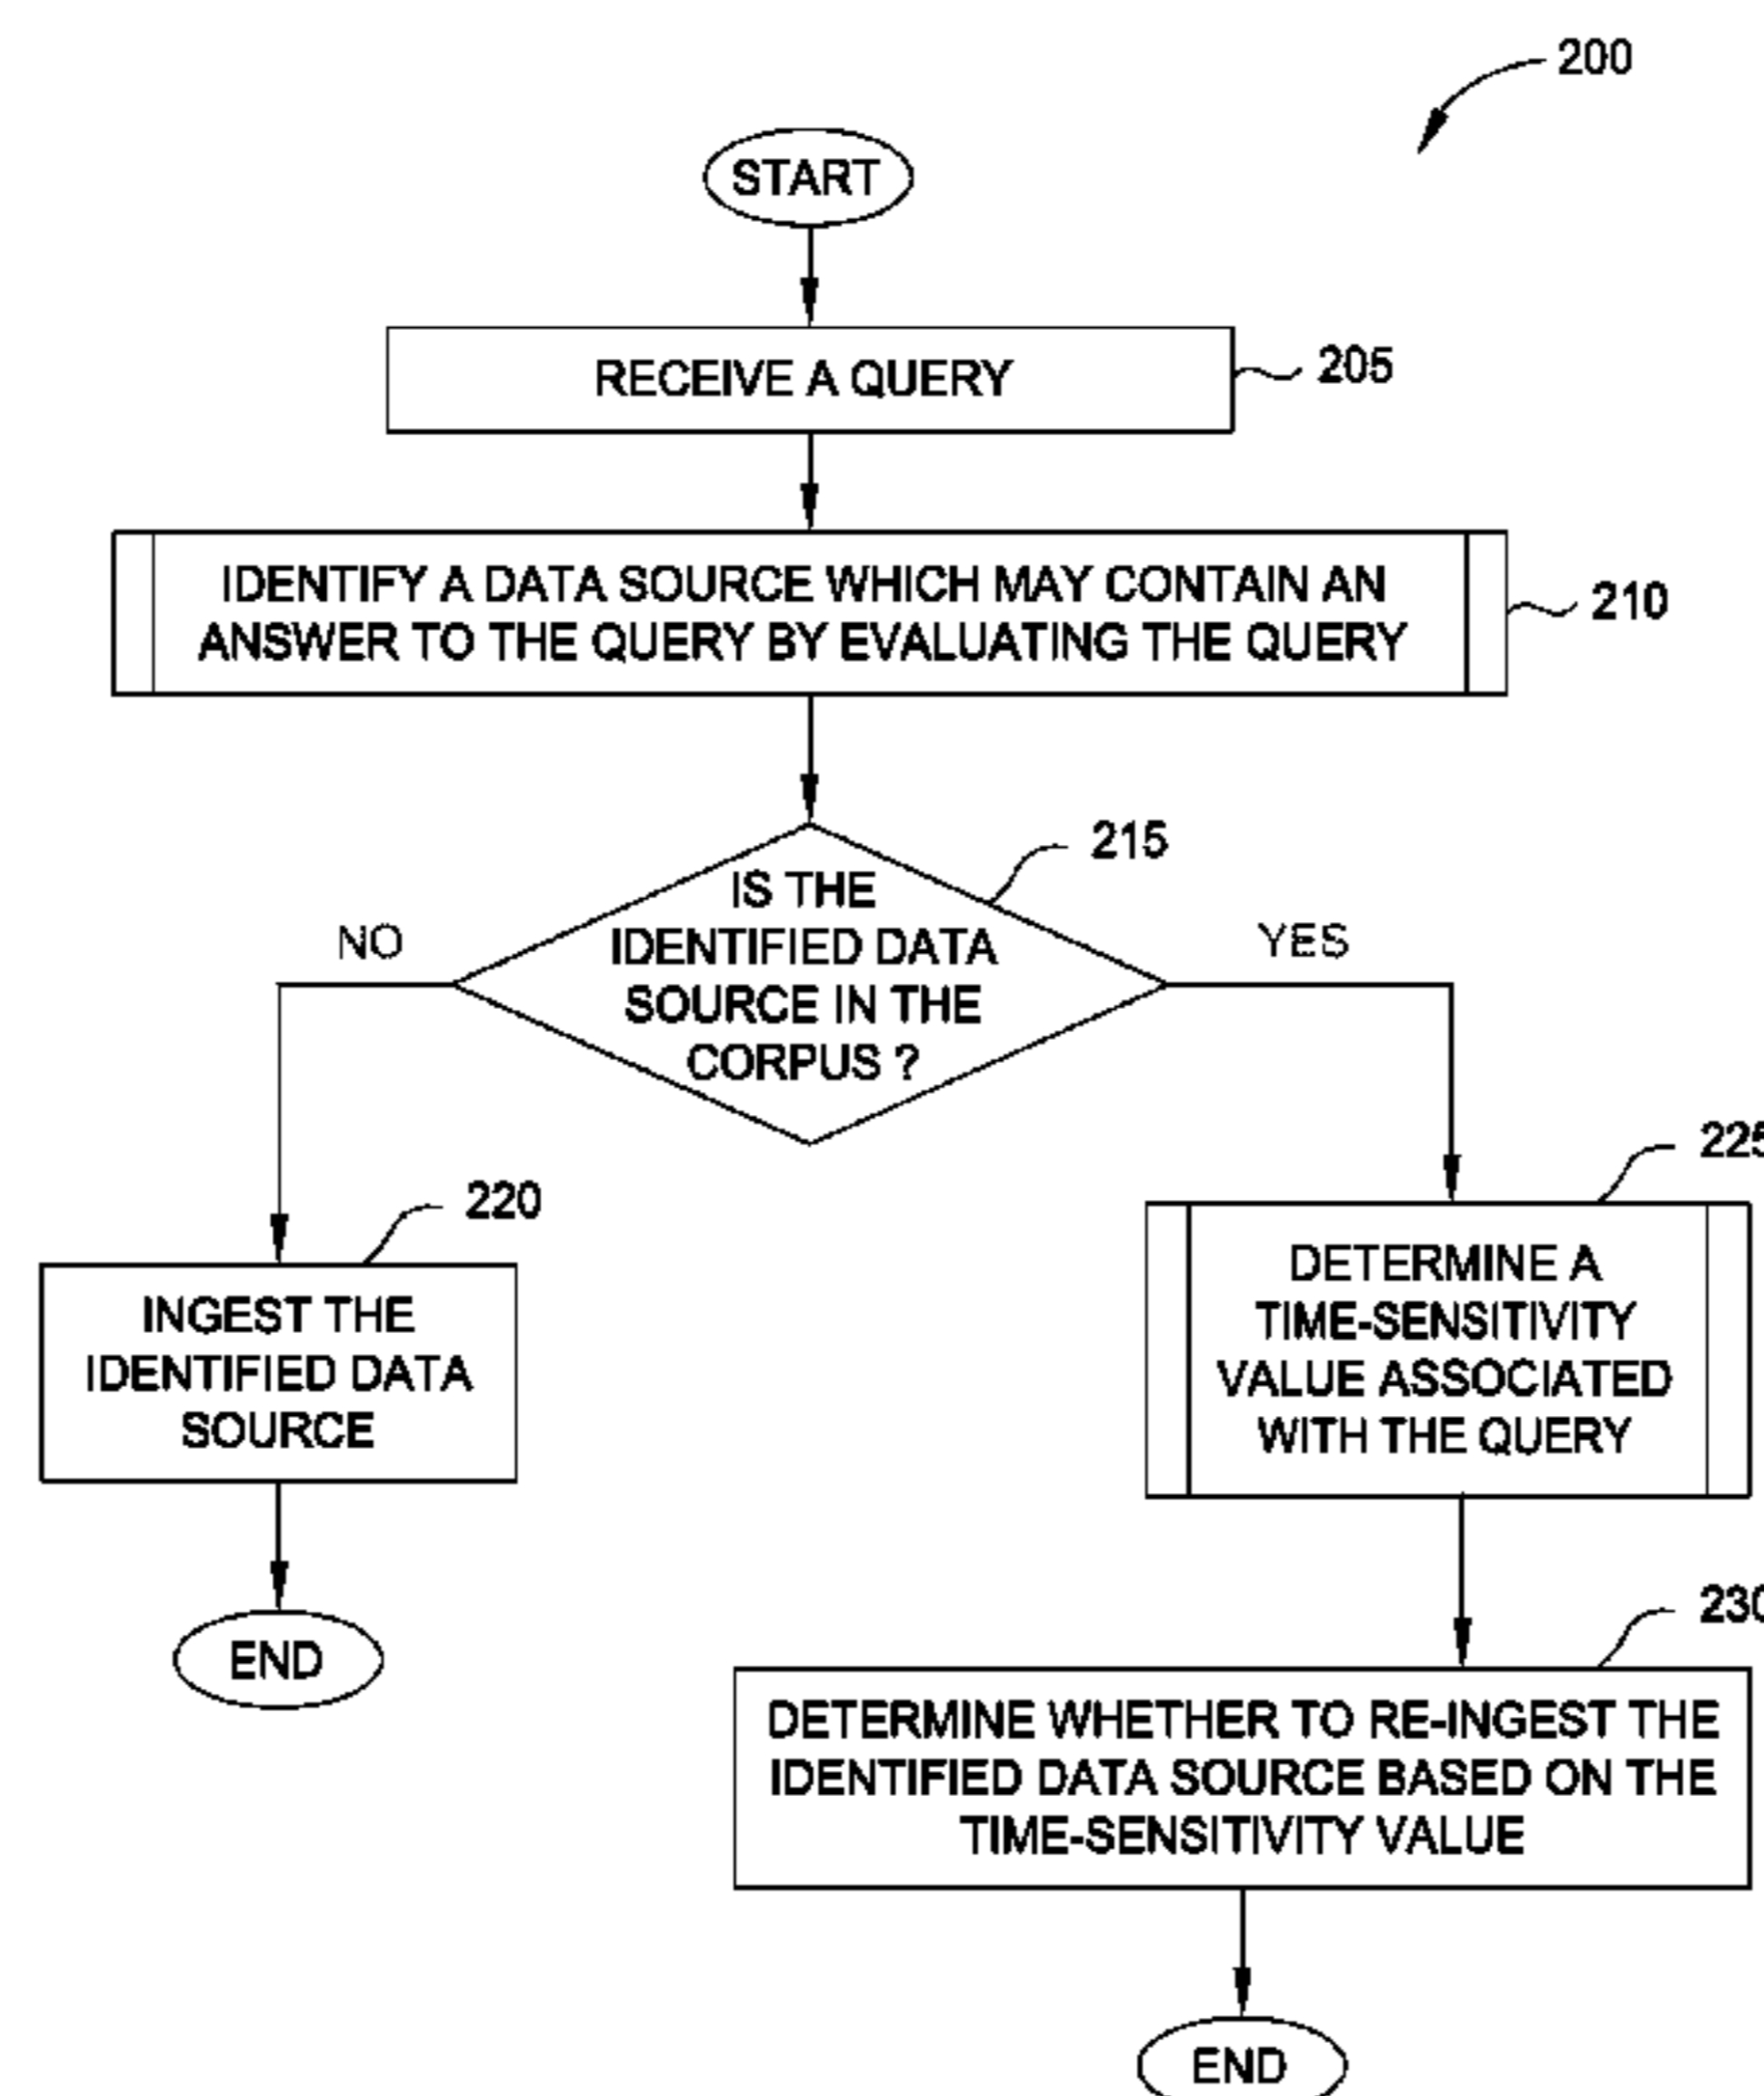 200
START
RECEIVE A QUERY
205
IDENTIFY A DATA SOURCE WHICH MAY CONTAIN AN
ANSWER TO THE QUERY BY EVALUATING THE QUERY
210
215
IS THE
IDENTIFIED DATA
SOURCE IN THE
CORPUS ?
NO
YES
220
INGEST THE
IDENTIFIED DATA
SOURCE
END
225
DETERMINE A
TIME-SENSITIVITY
VALUE ASSOCIATED
WITH THE QUERY
230
DETERMINE WHETHER TO RE-INGEST THE
IDENTIFIED DATA SOURCE BASED ON THE
TIME-SENSITIVITY VALUE
END